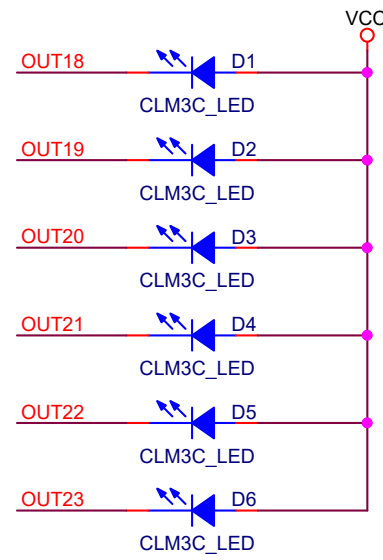 VCC
OUT18 D1
CLM3C_LED
OUT19 D2
CLM3C_LED
OUT20 D3
CLM3C_LED
OUT21 D4
CLM3C_LED
OUT22 D5
CLM3C_LED
OUT23 D6
CLM3C_LED